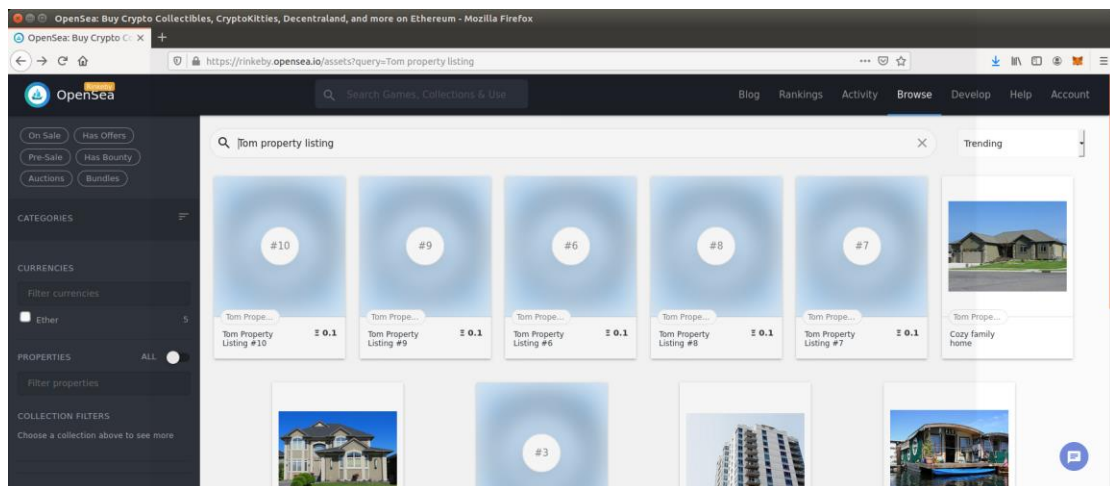 OpenSea: Buy Crypto Collectibles, CryptoKitties, Decentraland, and more on Ethereum - Mozilla Firefox
OpenSea: Buy Crypto Co
https://rinkeby.opensea.io/assets?query=Tom property listing
OpenSea
Rinkeby
Search Games, Collections & Use
Blog Rankings Activity Browse Develop Help Account
On Sale Has Offers
Pre-Sale Has Bounty
Auctions Bundles
CATEGORIES
CURRENCIES
Filter currencies
Ether 5
PROPERTIES ALL
Filter properties
COLLECTION FILTERS
Choose a collection above to see more
Tom property listing
Trending
#10
Tom Prope...
Tom Property Ξ 0.1
Listing #10
#9
Tom Prope...
Tom Property Ξ 0.1
Listing #9
#6
Tom Prope...
Tom Property Ξ 0.1
Listing #6
#8
Tom Prope...
Tom Property Ξ 0.1
Listing #8
#7
Tom Prope...
Tom Property Ξ 0.1
Listing #7
Tom Prope...
Cozy family
home
#3